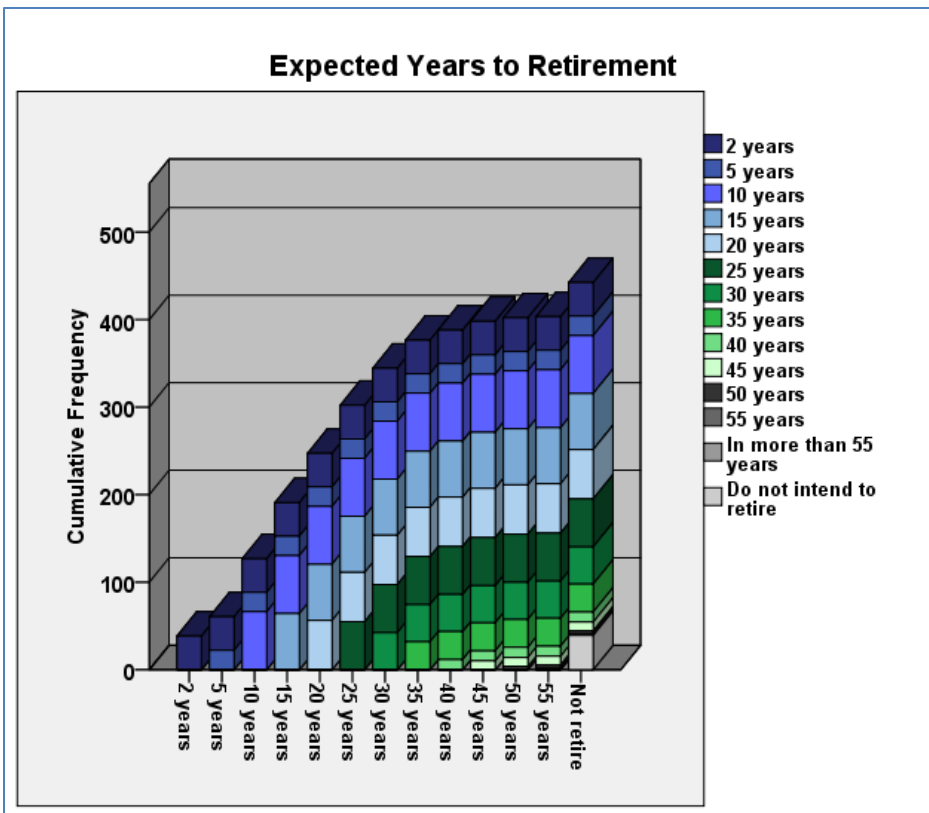 Expected Years to Retirement
Cumulative Frequency
500
400
300
200
100
0
2 years
5 years
10 years
15 years
20 years
25 years
30 years
35 years
40 years
45 years
50 years
55 years
Not retire
2 years
5 years
10 years
15 years
20 years
25 years
30 years
35 years
40 years
45 years
50 years
55 years
In more than 55
years
Do not intend to
retire